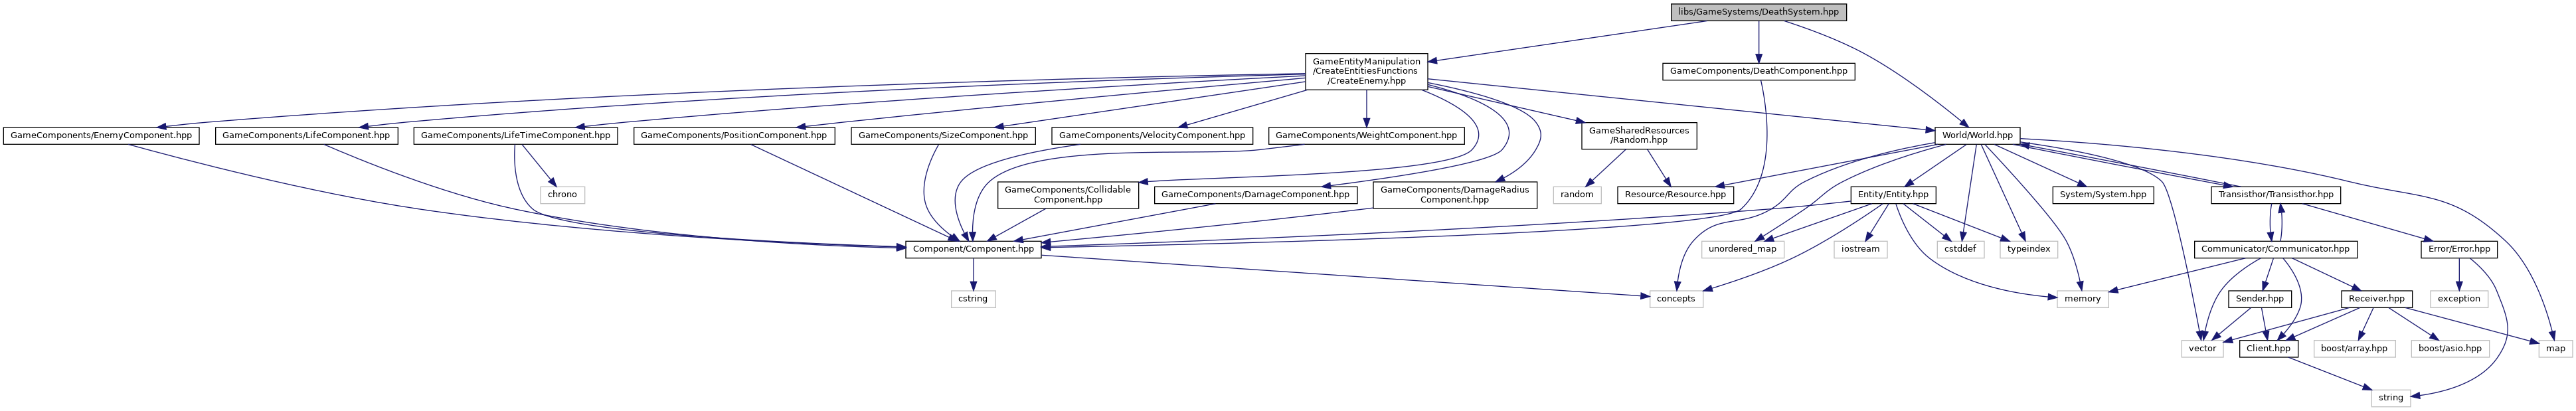 libs/GameSystems/DeathSystem.hpp
GameEntityManipulation
/CreateEntitiesFunctions
/CreateEnemy.hpp
GameComponents/DeathComponent.hpp
GameComponents/EnemyComponent.hpp
GameComponents/LifeComponent.hpp
GameComponents/LifeTimeComponent.hpp
GameComponents/PositionComponent.hpp
GameComponents/SizeComponent.hpp
GameComponents/VelocityComponent.hpp
GameComponents/WeightComponent.hpp
GameSharedResources
/Random.hpp
World/World.hpp
chrono
GameComponents/Collidable
Component.hpp
GameComponents/DamageComponent.hpp
GameComponents/DamageRadius
Component.hpp
random
Resource/Resource.hpp
Entity/Entity.hpp
System/System.hpp
Transisthor/Transisthor.hpp
Component/Component.hpp
unordered_map
iostream
cstddef
typeindex
Communicator/Communicator.hpp
Error/Error.hpp
cstring
concepts
memory
Sender.hpp
Receiver.hpp
exception
vector
Client.hpp
boost/array.hpp
boost/asio.hpp
map
string